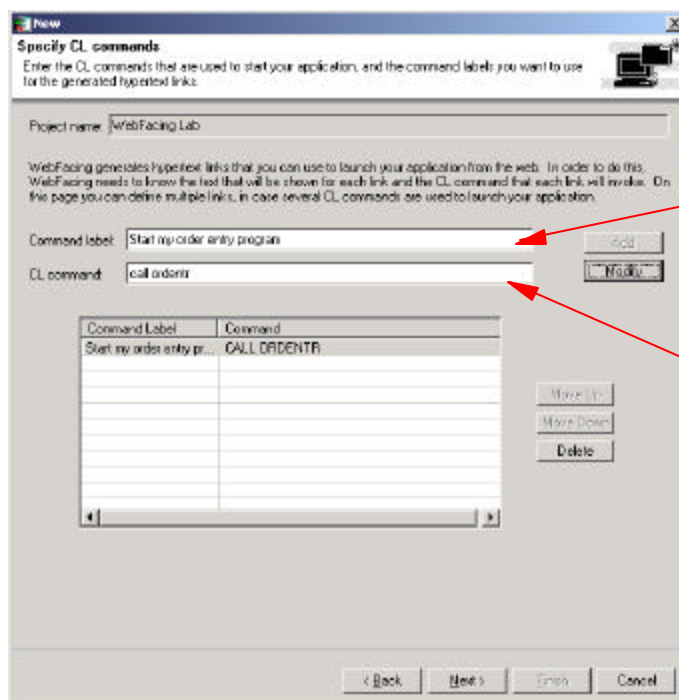 New
Specify CL commands
Enter the CL commands that are used to start your application, and the command labels you want to use
for the generated hypertext links.
Project name: WebFacing Lab
WebFacing generates hypertext links that you can use to launch your application from the web. In order to do this,
WebFacing needs to know the text that will be shown for each link and the CL command that each link will invoke. On
this page you can define multiple links, in case several CL commands are used to launch your application.
Command label: Start my order entry program
Add
CL command: call ordentr
Modify
Command Label Command
Start my order entry pr... CALL ORDENTR
Move Up
Move Down
Delete
< Back Next > Finish Cancel